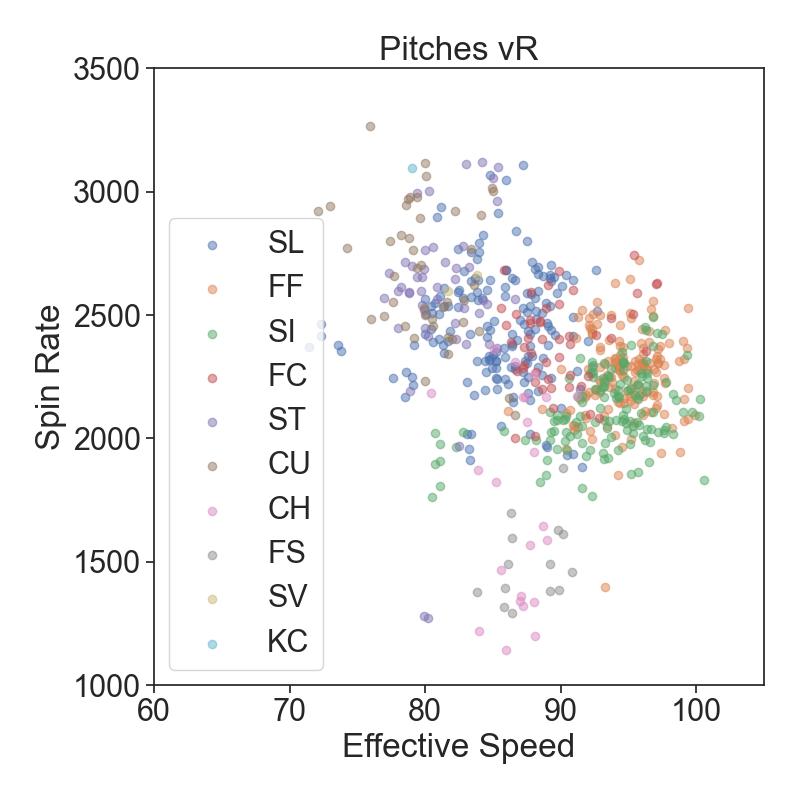 Pitches vR
3500
3000
2500
2000
1500
1000
Spin Rate
SL
FF
SI
FC
ST
CU
CH
FS
SV
KC
60 70 80 90 100
Effective Speed